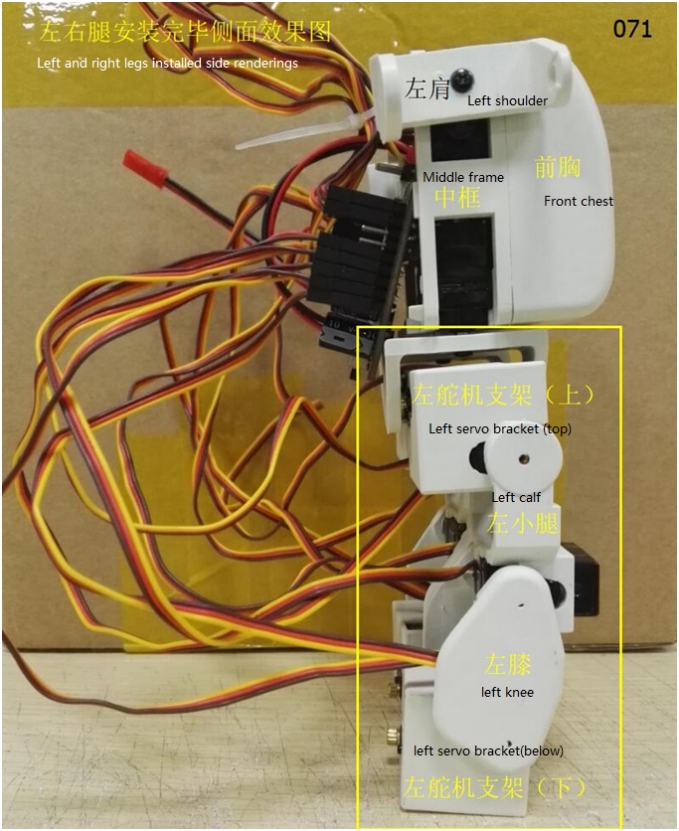 左右腿安装完毕侧面效果图
071
Left and right legs installed side renderings
左肩
Left shoulder
前胸
Middle frame
中框
Front chest
左舵机支架（上）
Left servo bracket (top)
Left calf
左小腿
左膝
left knee
left servo bracket(below)
左舵机支架（下）